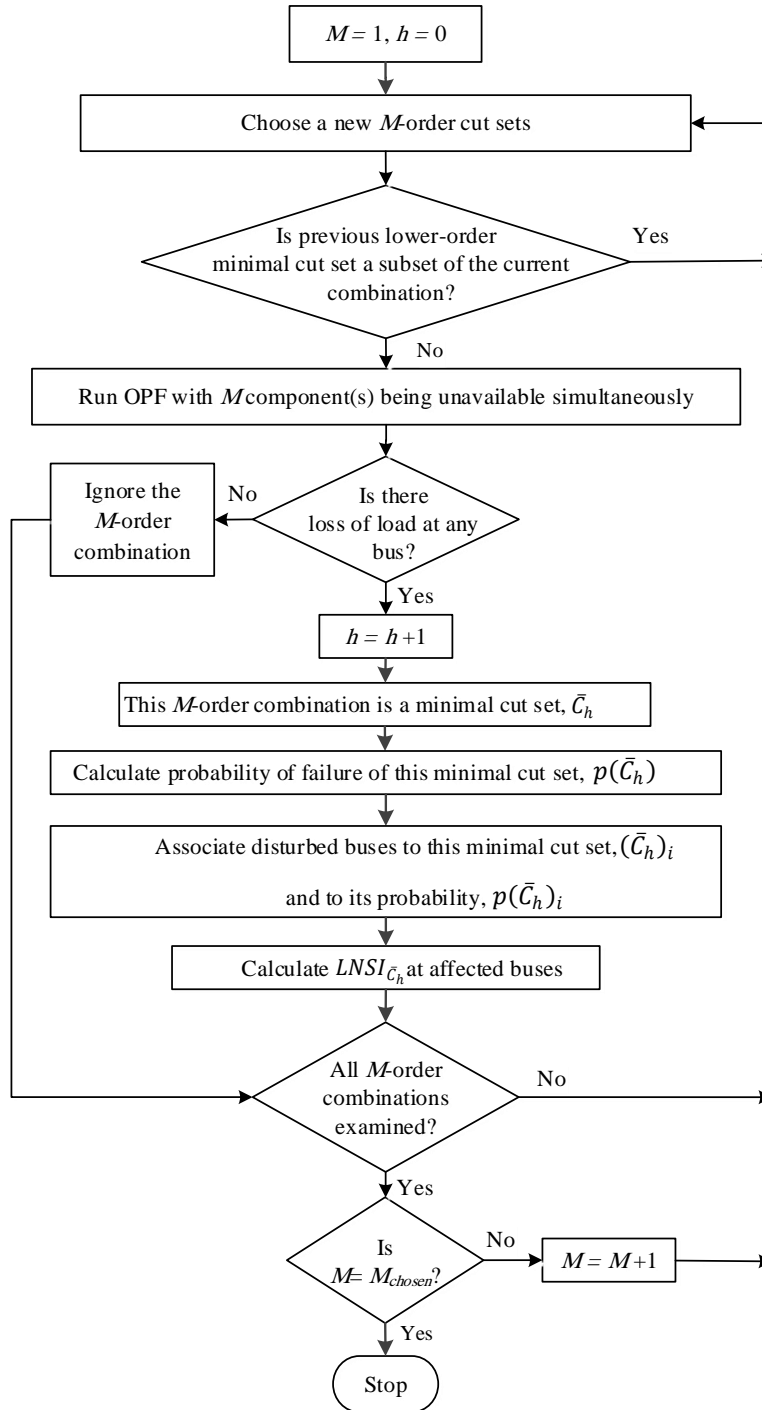 M = 1, h = 0
Choose a new M-order cut sets
Is previous lower-order
minimal cut set a subset of the current
combination?
Yes
No
Run OPF with M component(s) being unavailable simultaneously
Ignore the
M-order
combination
No
Is there
loss of load at any
bus?
Yes
h = h+1
This M-order combination is a minimal cut set, C̄ₕ
Calculate probability of failure of this minimal cut set, p(C̄ₕ)
Associate disturbed buses to this minimal cut set, (C̄ₕ)ᵢ
and to its probability, p(C̄ₕ)ᵢ
Calculate LNSI_C̄ₕ at affected buses
All M-order
combinations
examined?
No
Yes
Is
M= M_chosen?
No
M = M+1
Yes
Stop